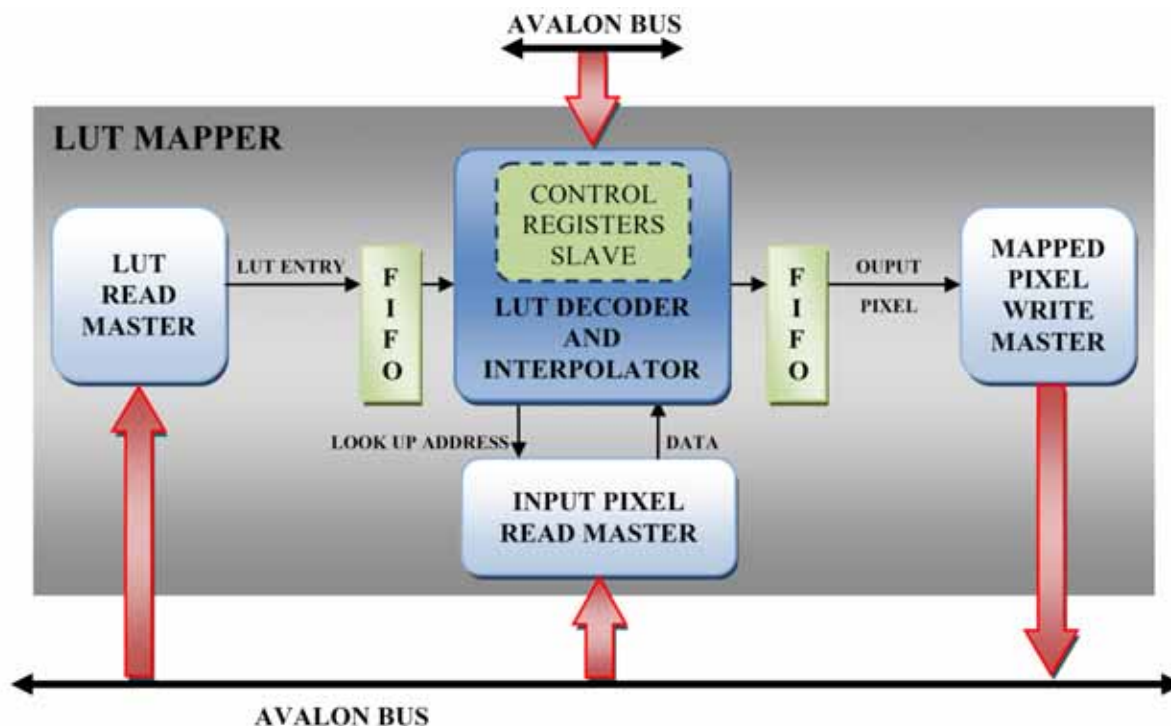 AVALON BUS
LUT MAPPER
CONTROL
REGISTERS
SLAVE
LUT
READ
MASTER
LUT ENTRY
F
I
F
O
LUT DECODER
AND
INTERPOLATOR
F
I
F
O
OUPUT
PIXEL
MAPPED
PIXEL
WRITE
MASTER
LOOK UP ADDRESS
DATA
INPUT PIXEL
READ MASTER
AVALON BUS